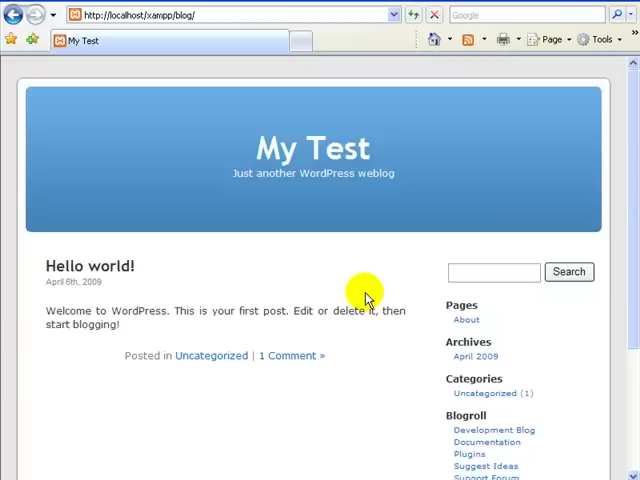 http://localhost/xampp/blog/
Google
My Test
Page
Tools
»
My Test
Just another WordPress weblog
Hello world!
April 6th, 2009
Welcome to WordPress. This is your first post. Edit or delete it, then
start blogging!
Posted in Uncategorized | 1 Comment »
Search
Pages
About
Archives
April 2009
Categories
Uncategorized (1)
Blogroll
Development Blog
Documentation
Plugins
Suggest Ideas
Support Forum